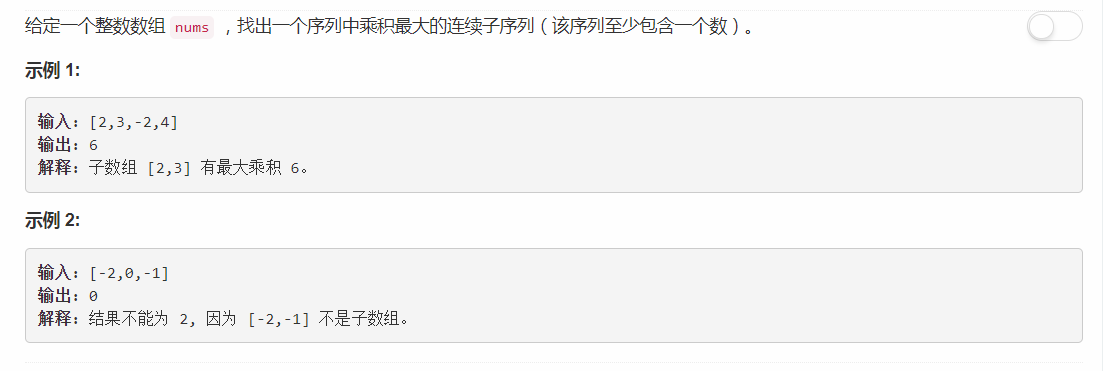 给定一个整数数组 nums ，找出一个序列中乘积最大的连续子序列（该序列至少包含一个数）。
示例 1:
输入: [2,3,-2,4]
输出: 6
解释: 子数组 [2,3] 有最大乘积 6。
示例 2:
输入: [-2,0,-1]
输出: 0
解释: 结果不能为 2, 因为 [-2,-1] 不是子数组。